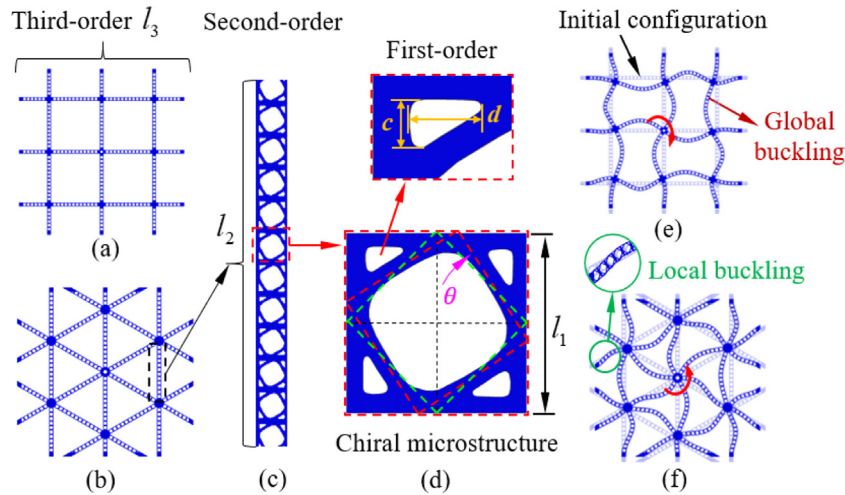 Third-order l3
Second-order
First-order
Initial configuration
c
d
Global
buckling
(a)
(e)
l2
θ
l1
Local buckling
Chiral microstructure
(b)
(c)
(d)
(f)